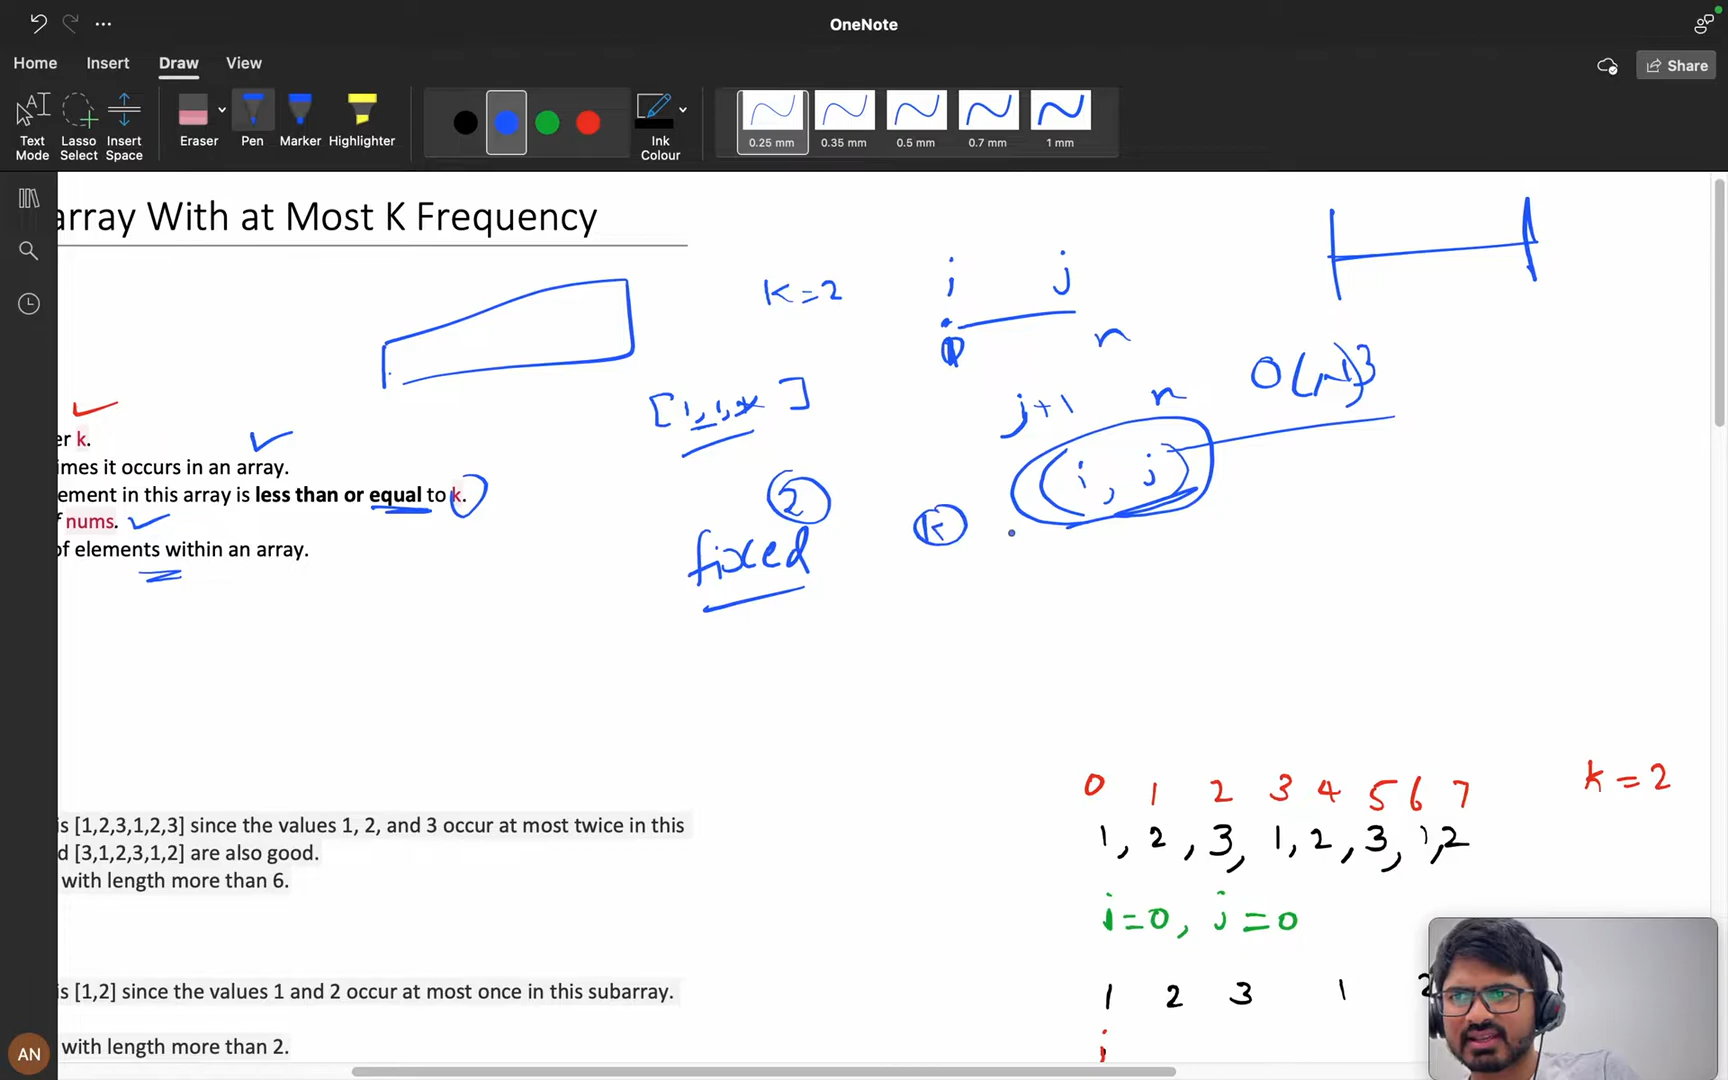 OneNote
Home Insert Draw View
Share
Text Mode
Lasso Select
Insert Space
Eraser
Pen
Marker
Highlighter
Ink Colour
0.25 mm
0.35 mm
0.5 mm
0.7 mm
1 mm
array With at Most K Frequency
k=2
i j
n
[1,1,
]
j+1 n
O(n)3
er k.
imes it occurs in an array.
ement in this array is less than or equal to k.
f nums.
of elements within an array.
(i, j)
2
fixed
k
0 1 2 3 4 5 6 7
k=2
1, 2, 3, 1, 2, 3, 1, 2
is [1,2,3,1,2,3] since the values 1, 2, and 3 occur at most twice in this
d [3,1,2,3,1,2] are also good.
with length more than 6.
i=0, j=0
is [1,2] since the values 1 and 2 occur at most once in this subarray.
1 2 3 1 2
with length more than 2.
i
AN